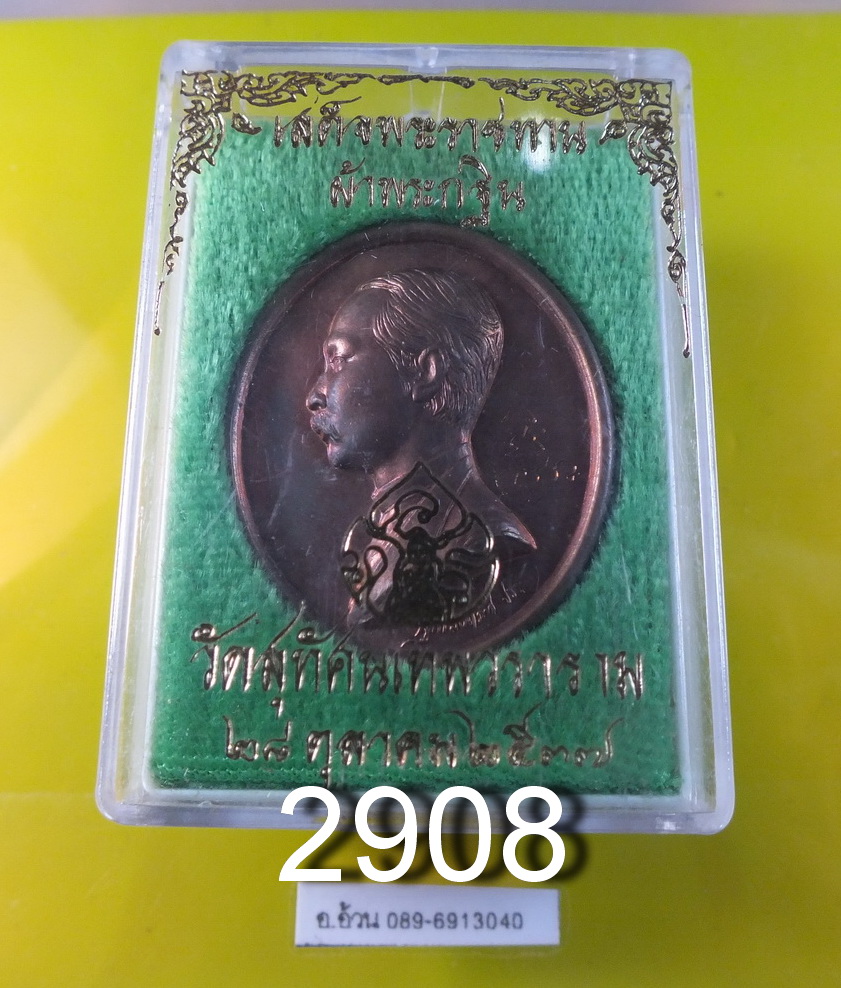 เสด็จพระราชทาน
ผ้าพระกฐิน
วัดสุทัศนเทพวราราม
๒๘ ตุลาคม ๒๕๓๗
2908
อ.อ้วน 089-6913040